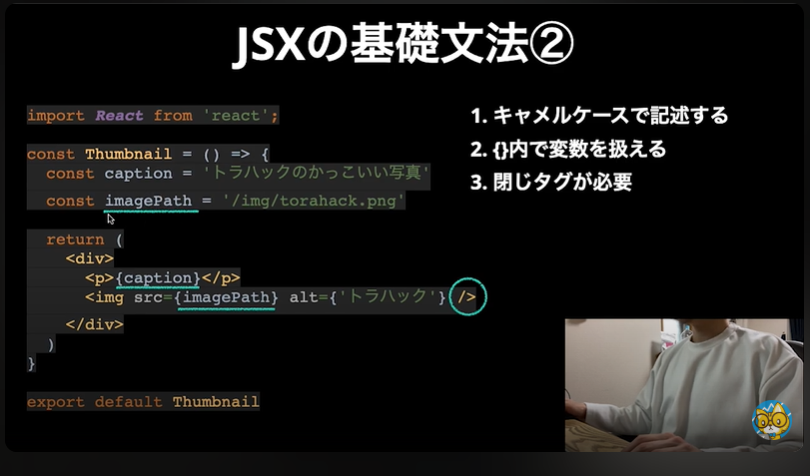 JSXの基礎文法②
import React from 'react';
const Thumbnail = () => {
const caption = 'トラハックのかっこいい写真'
const imagePath = '/img/torahack.png'
return (
<div>
<p>{caption}</p>
<img src={imagePath} alt={'トラハック'} />
</div>
)
}
export default Thumbnail
1. キャメルケースで記述する
2. {}内で変数を扱える
3. 閉じタグが必要